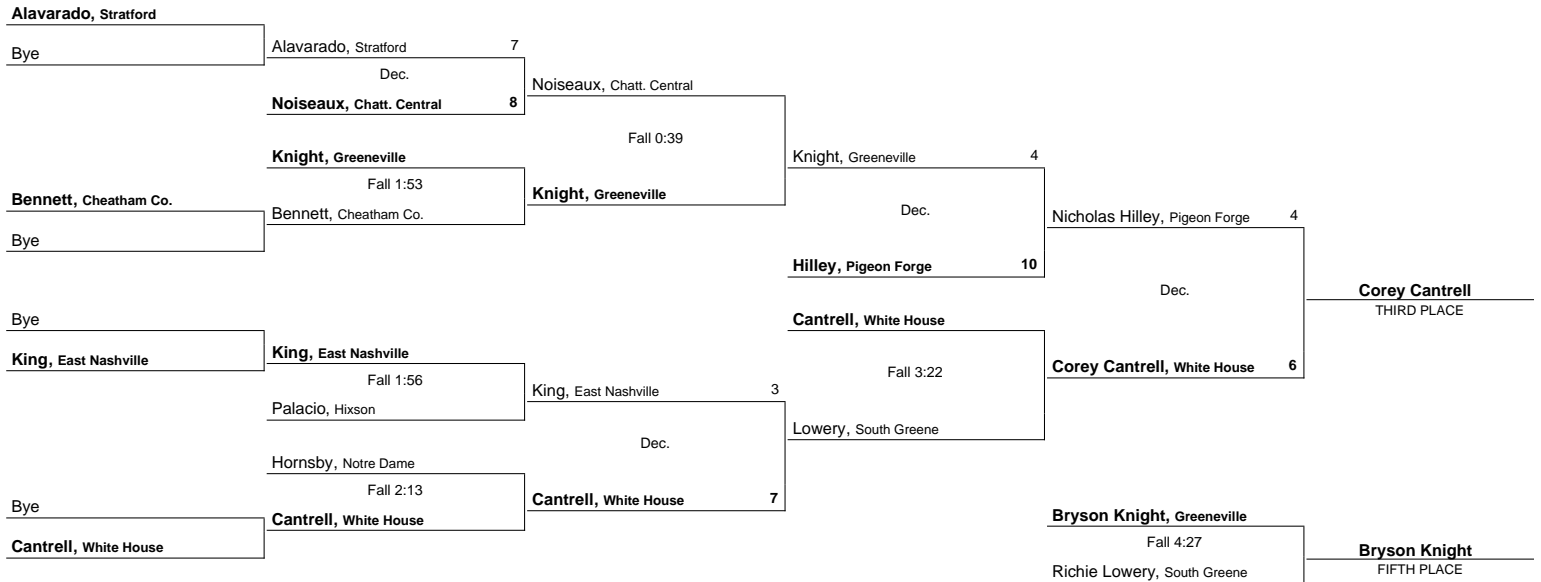 Alavarado, Stratford
Bye
Bennett, Cheatham Co.
Bye
Bye
King, East Nashville
Bye
Cantrell, White House
Alavarado, Stratford 7
Dec.
Noiseaux, Chatt. Central 8
Knight, Greeneville
Fall 1:53
Bennett, Cheatham Co.
King, East Nashville
Fall 1:56
Palacio, Hixson
Hornsby, Notre Dame
Fall 2:13
Cantrell, White House
Noiseaux, Chatt. Central
Fall 0:39
Knight, Greeneville
King, East Nashville 3
Dec.
Cantrell, White House 7
Knight, Greeneville 4
Dec.
Hilley, Pigeon Forge 10
Cantrell, White House
Fall 3:22
Lowery, South Greene
Nicholas Hilley, Pigeon Forge 4
Dec.
Corey Cantrell, White House 6
Corey Cantrell
THIRD PLACE
Bryson Knight, Greeneville
Fall 4:27
Richie Lowery, South Greene
Bryson Knight
FIFTH PLACE